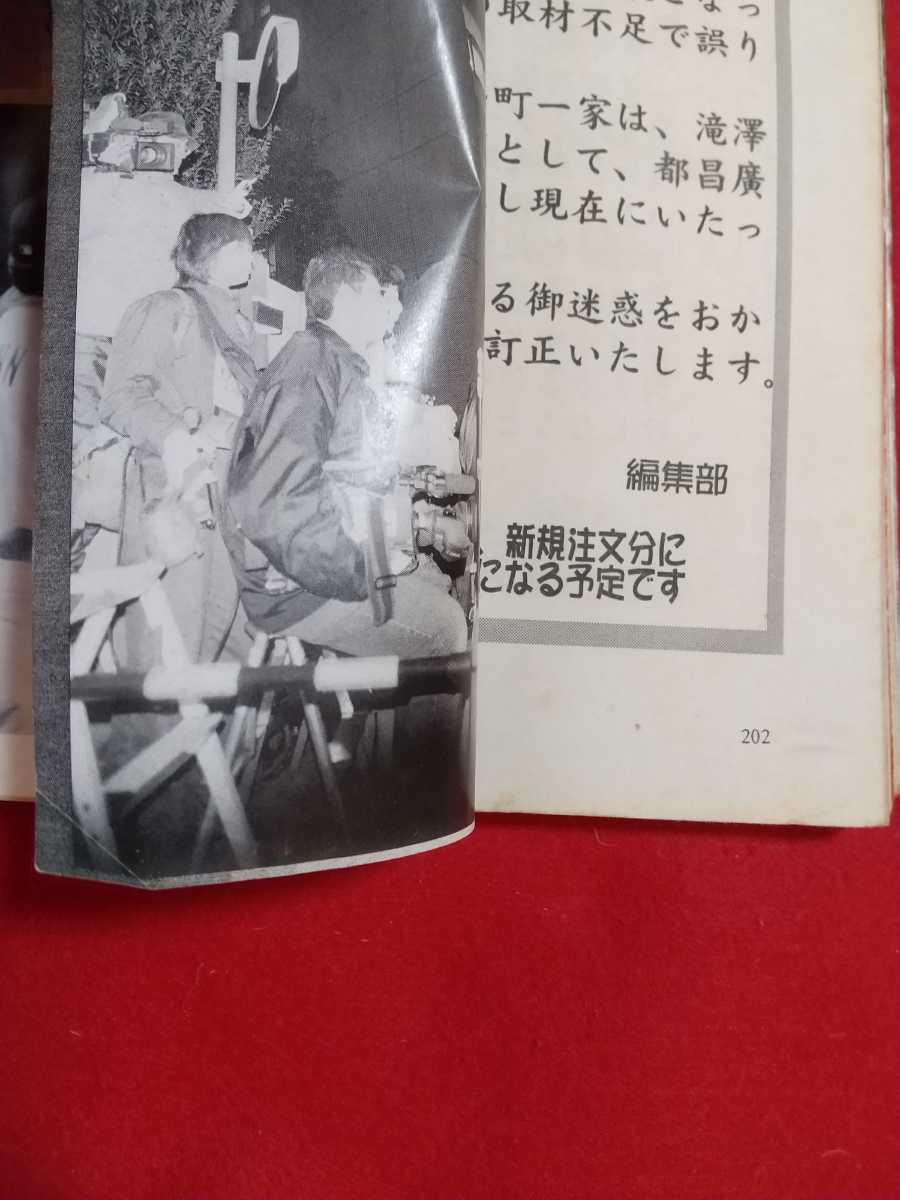 取材不足で誤り
町一家は、滝澤
として、都昌廣
し現在にいたっ
る御迷惑をおか
訂正いたします。
編集部
新規注文分に
になる予定です
202